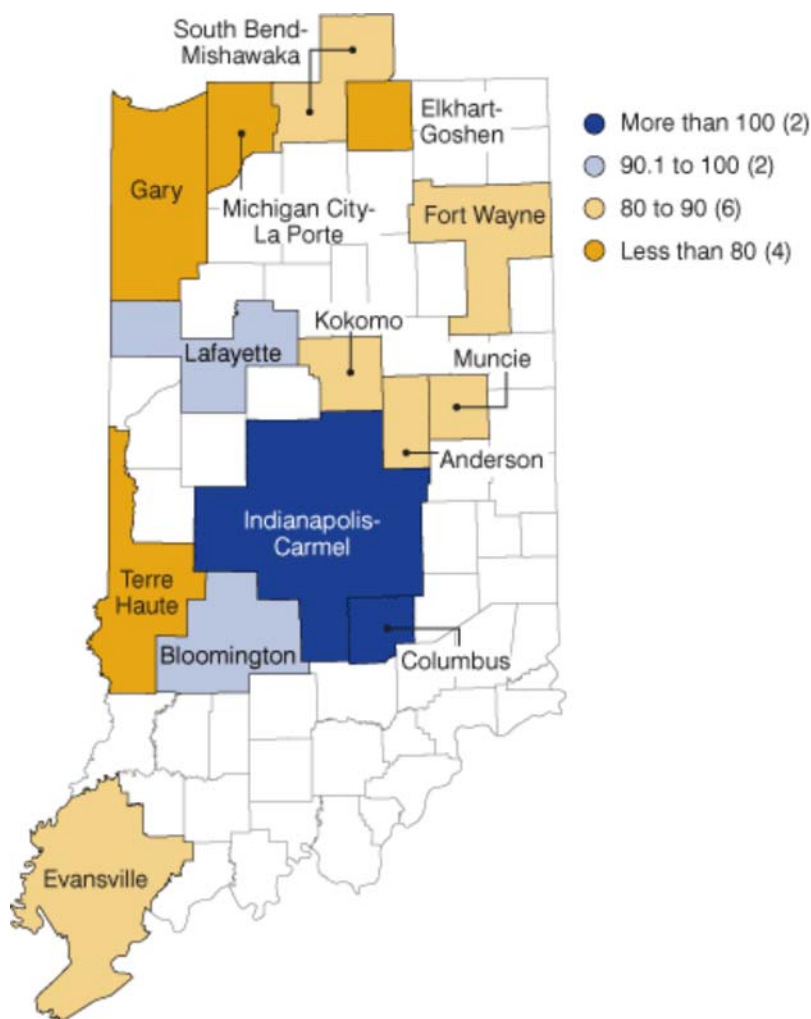 South Bend-
Mishawaka
Elkhart-
Goshen
Gary
Michigan City-
La Porte
Fort Wayne
Kokomo
Lafayette
Muncie
Anderson
Indianapolis-
Carmel
Terre
Haute
Bloomington
Columbus
Evansville
More than 100 (2)
90.1 to 100 (2)
80 to 90 (6)
Less than 80 (4)